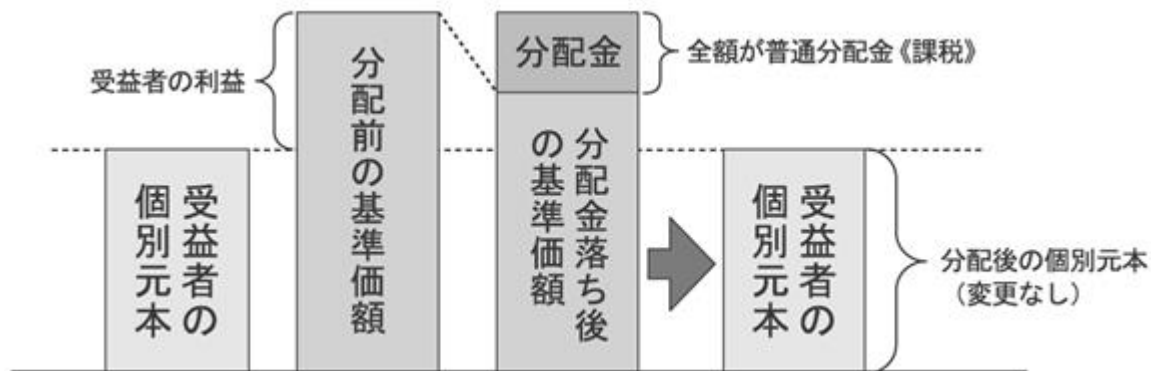 受益者の利益
受益者の
個別元本
分配前の基準価額
分配金
全額が普通分配金《課税》
分配金落ち後
の基準価額
受益者の
個別元本
分配後の個別元本
（変更なし）